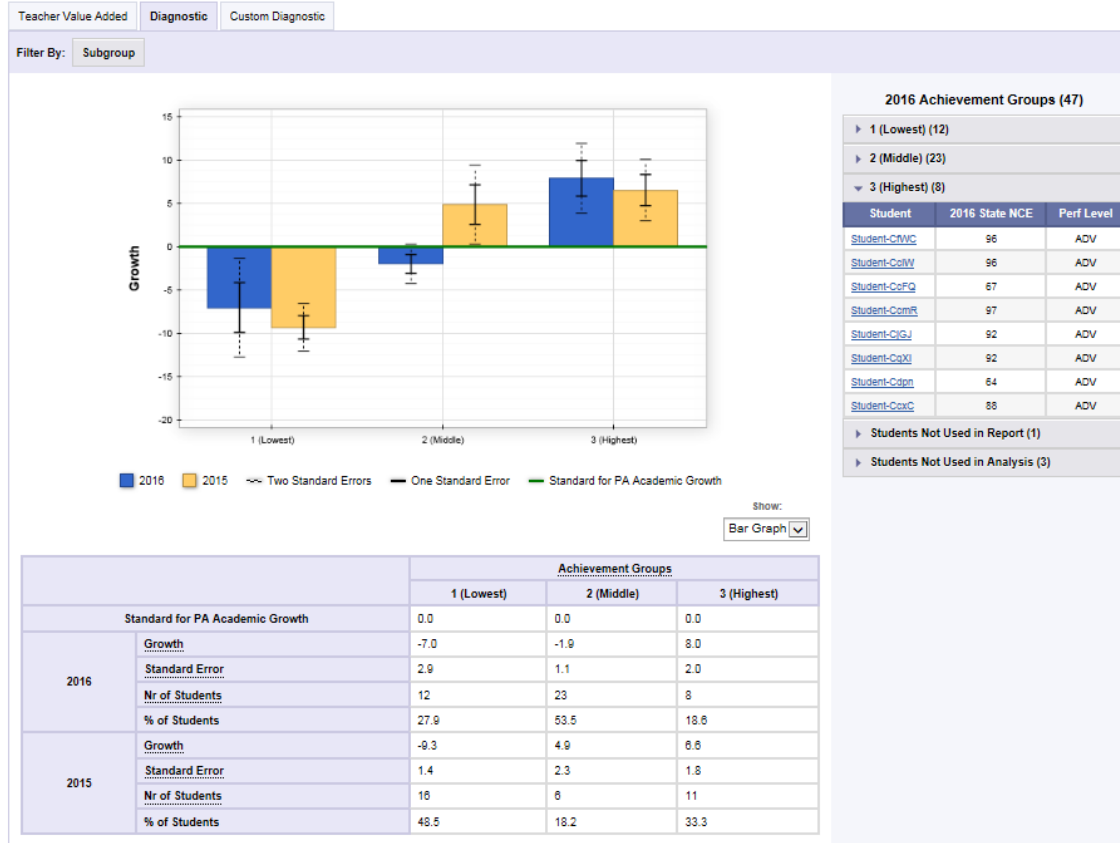 Teacher Value Added Diagnostic Custom Diagnostic
Filter By: Subgroup
15
10
5
0
-5
-10
-15
-20
Growth
1 (Lowest) 2 (Middle) 3 (Highest)
2016 2015 Two Standard Errors One Standard Error Standard for PA Academic Growth
Show:
Bar Graph
2016 Achievement Groups (47)
1 (Lowest) (12)
2 (Middle) (23)
3 (Highest) (8)
Student 2016 State NCE Perf Level
Student-CfWC 96 ADV
Student-CclW 96 ADV
Student-CcFQ 67 ADV
Student-CcmR 97 ADV
Student-CjGJ 92 ADV
Student-CqXl 92 ADV
Student-Cdpn 64 ADV
Student-CcxC 88 ADV
Students Not Used in Report (1)
Students Not Used in Analysis (3)
Achievement Groups
1 (Lowest) 2 (Middle) 3 (Highest)
Standard for PA Academic Growth 0.0 0.0 0.0
2016
Growth -7.0 -1.9 8.0
Standard Error 2.9 1.1 2.0
Nr of Students 12 23 8
% of Students 27.9 53.5 18.6
2015
Growth -9.3 4.9 6.6
Standard Error 1.4 2.3 1.8
Nr of Students 16 6 11
% of Students 48.5 18.2 33.3